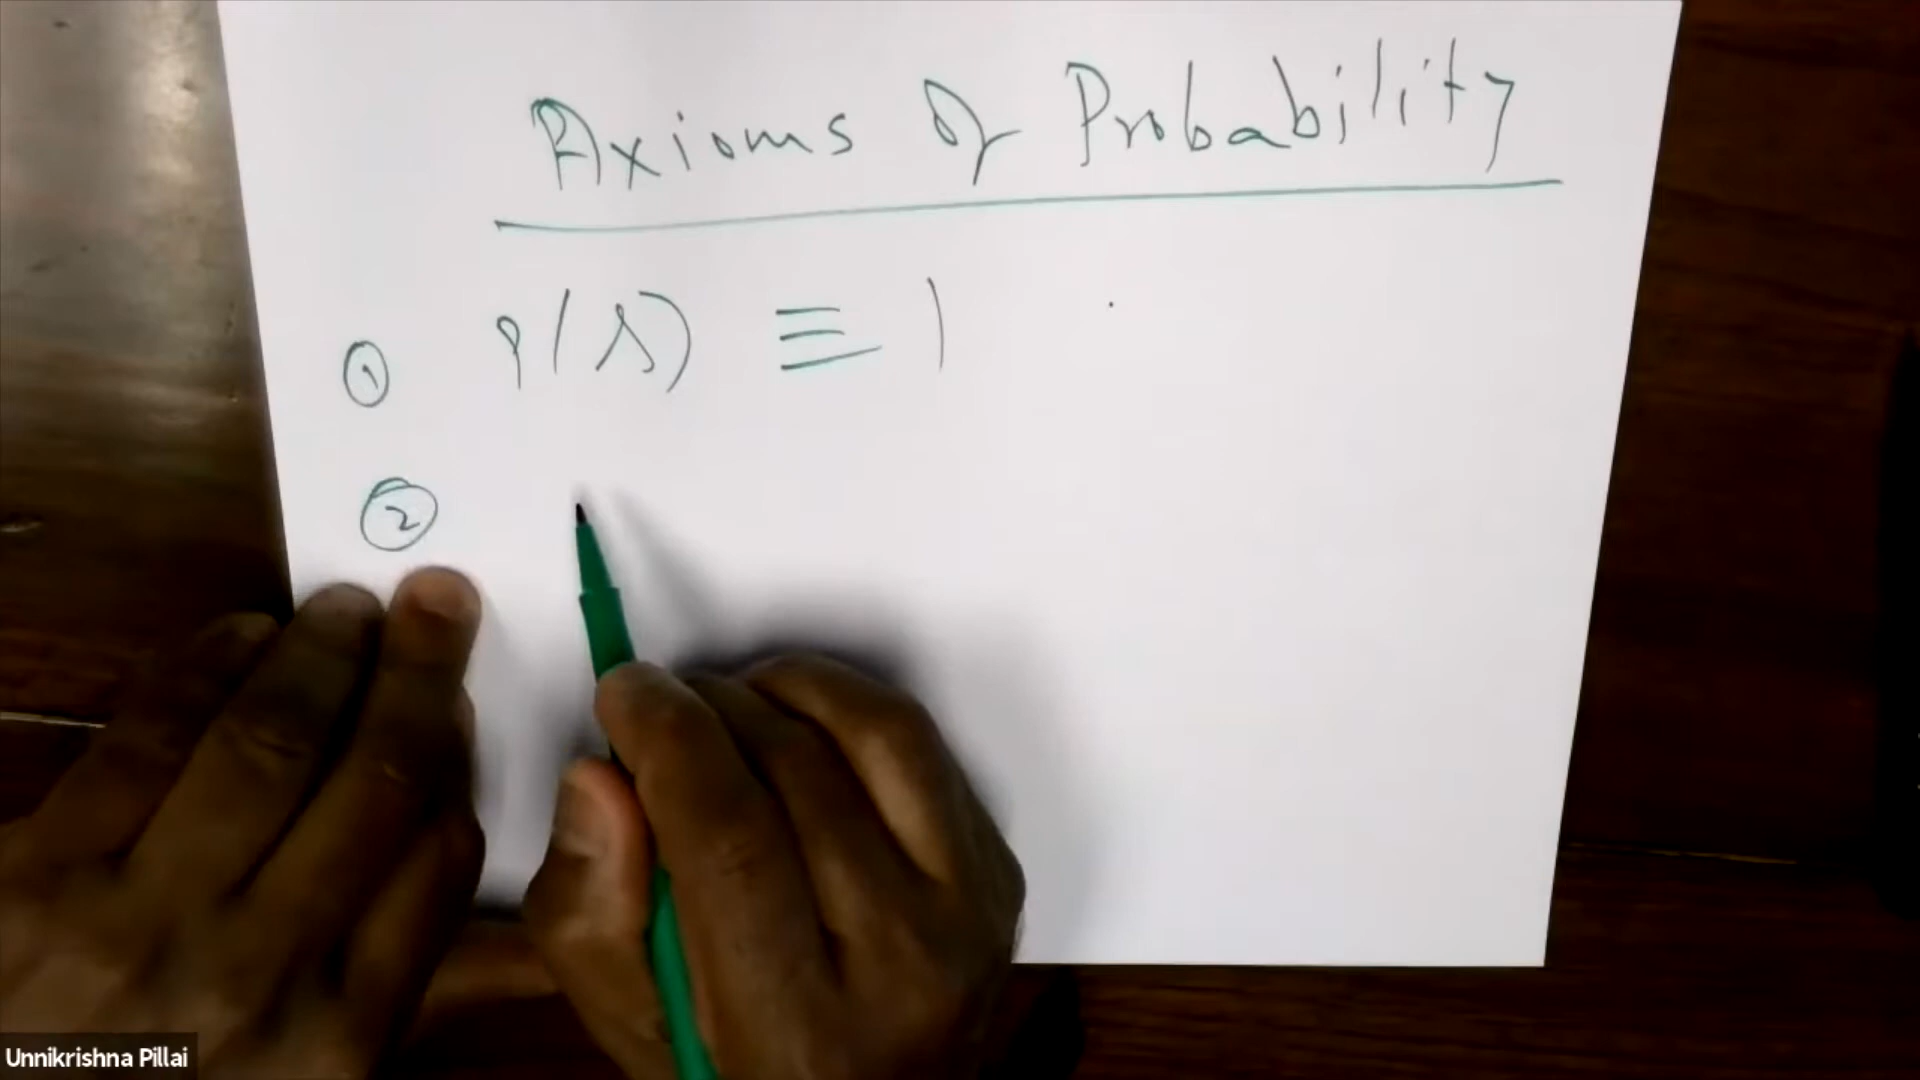 Axioms of Probability
① P(S) ≡ 1
②
Unnikrishna Pillai